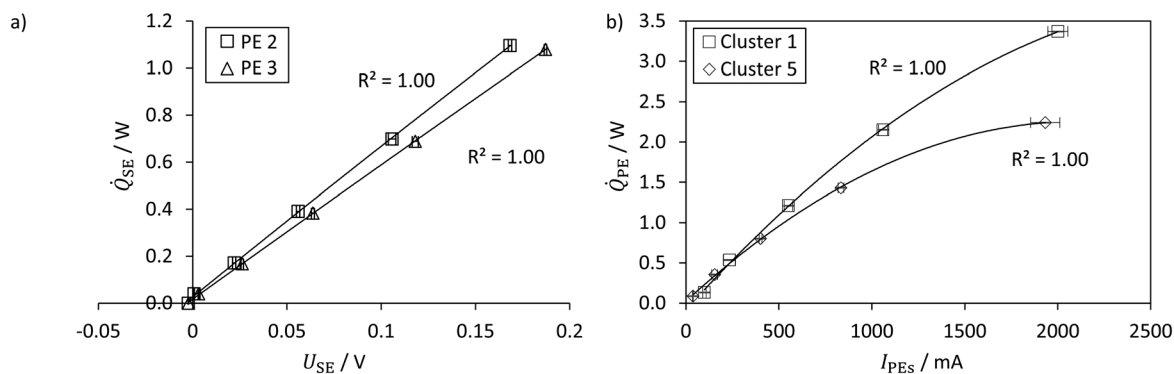 a)
1.2
1.0
0.8
0.6
0.4
0.2
0.0
Q̇SE / W
PE 2
PE 3
R² = 1.00
R² = 1.00
-0.05
0
0.05
0.1
0.15
0.2
USE / V
b)
3.5
3.0
2.5
2.0
1.5
1.0
0.5
0.0
Q̇PE / W
Cluster 1
Cluster 5
R² = 1.00
R² = 1.00
0
500
1000
1500
2000
2500
IPEs / mA